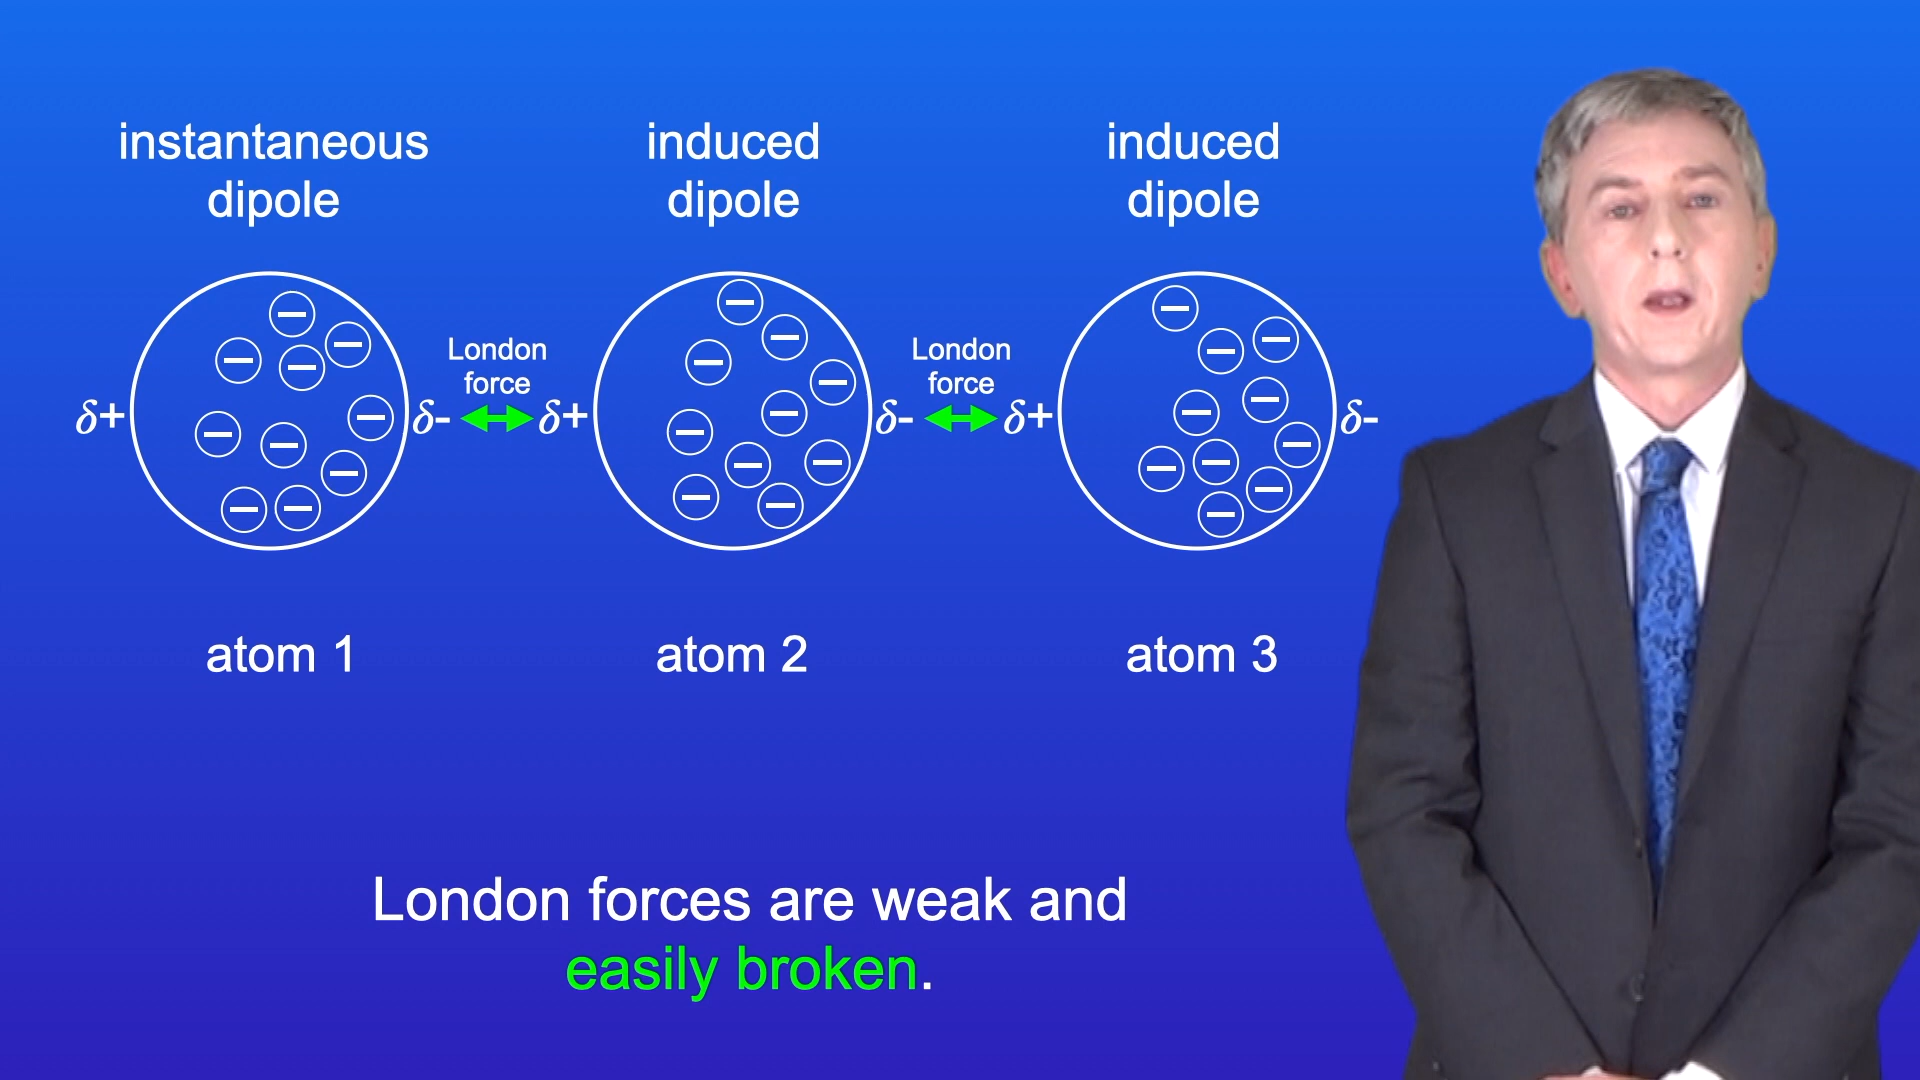 instantaneous
dipole
induced
dipole
induced
dipole
London
force
London
force
δ+
δ-
δ+
δ-
δ+
δ-
atom 1
atom 2
atom 3
London forces are weak and
easily broken.